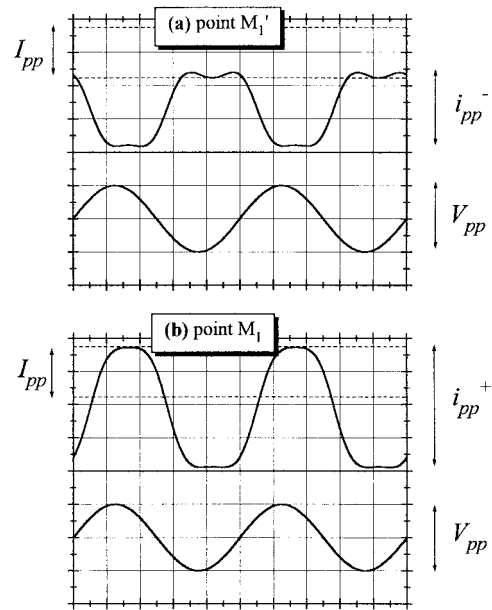 (a) point M₁'
Iₚₚ
iₚₚ⁻
Vₚₚ
(b) point M₁
Iₚₚ
iₚₚ⁺
Vₚₚ